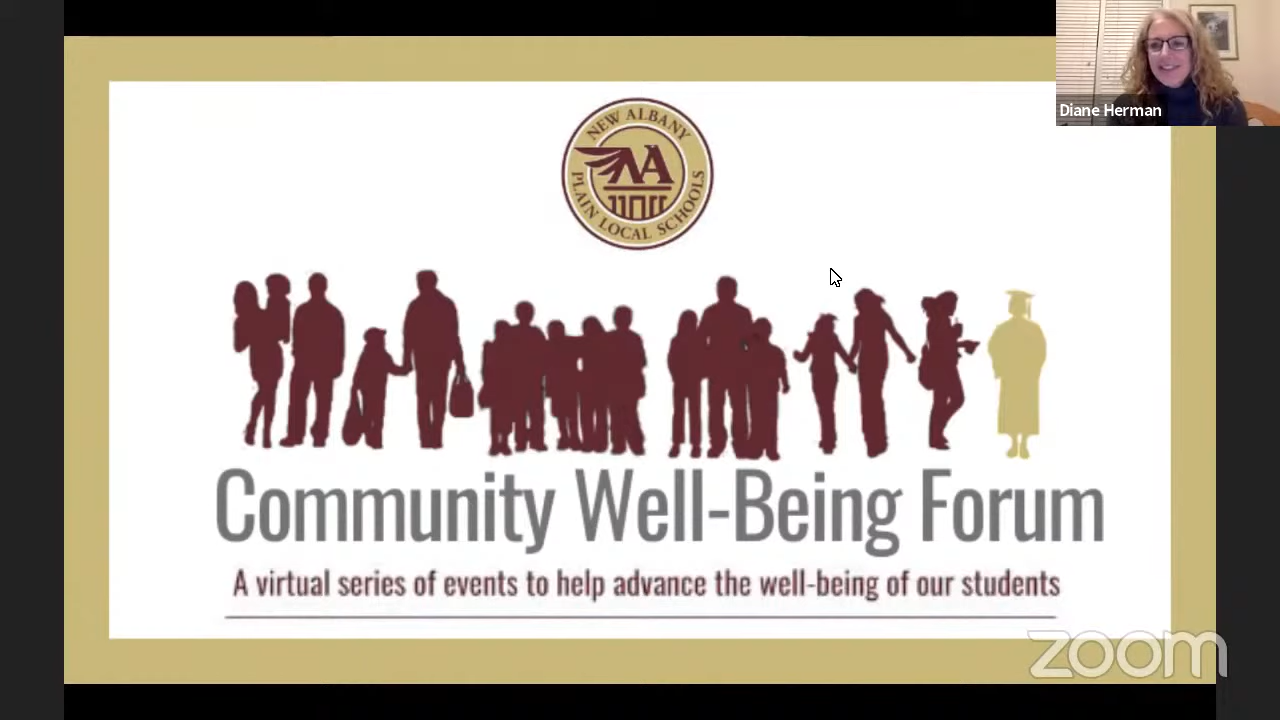 Diane Herman
NEW ALBANY
NA
PLAIN LOCAL SCHOOLS
Community Well-Being Forum
A virtual series of events to help advance the well-being of our students
zoom